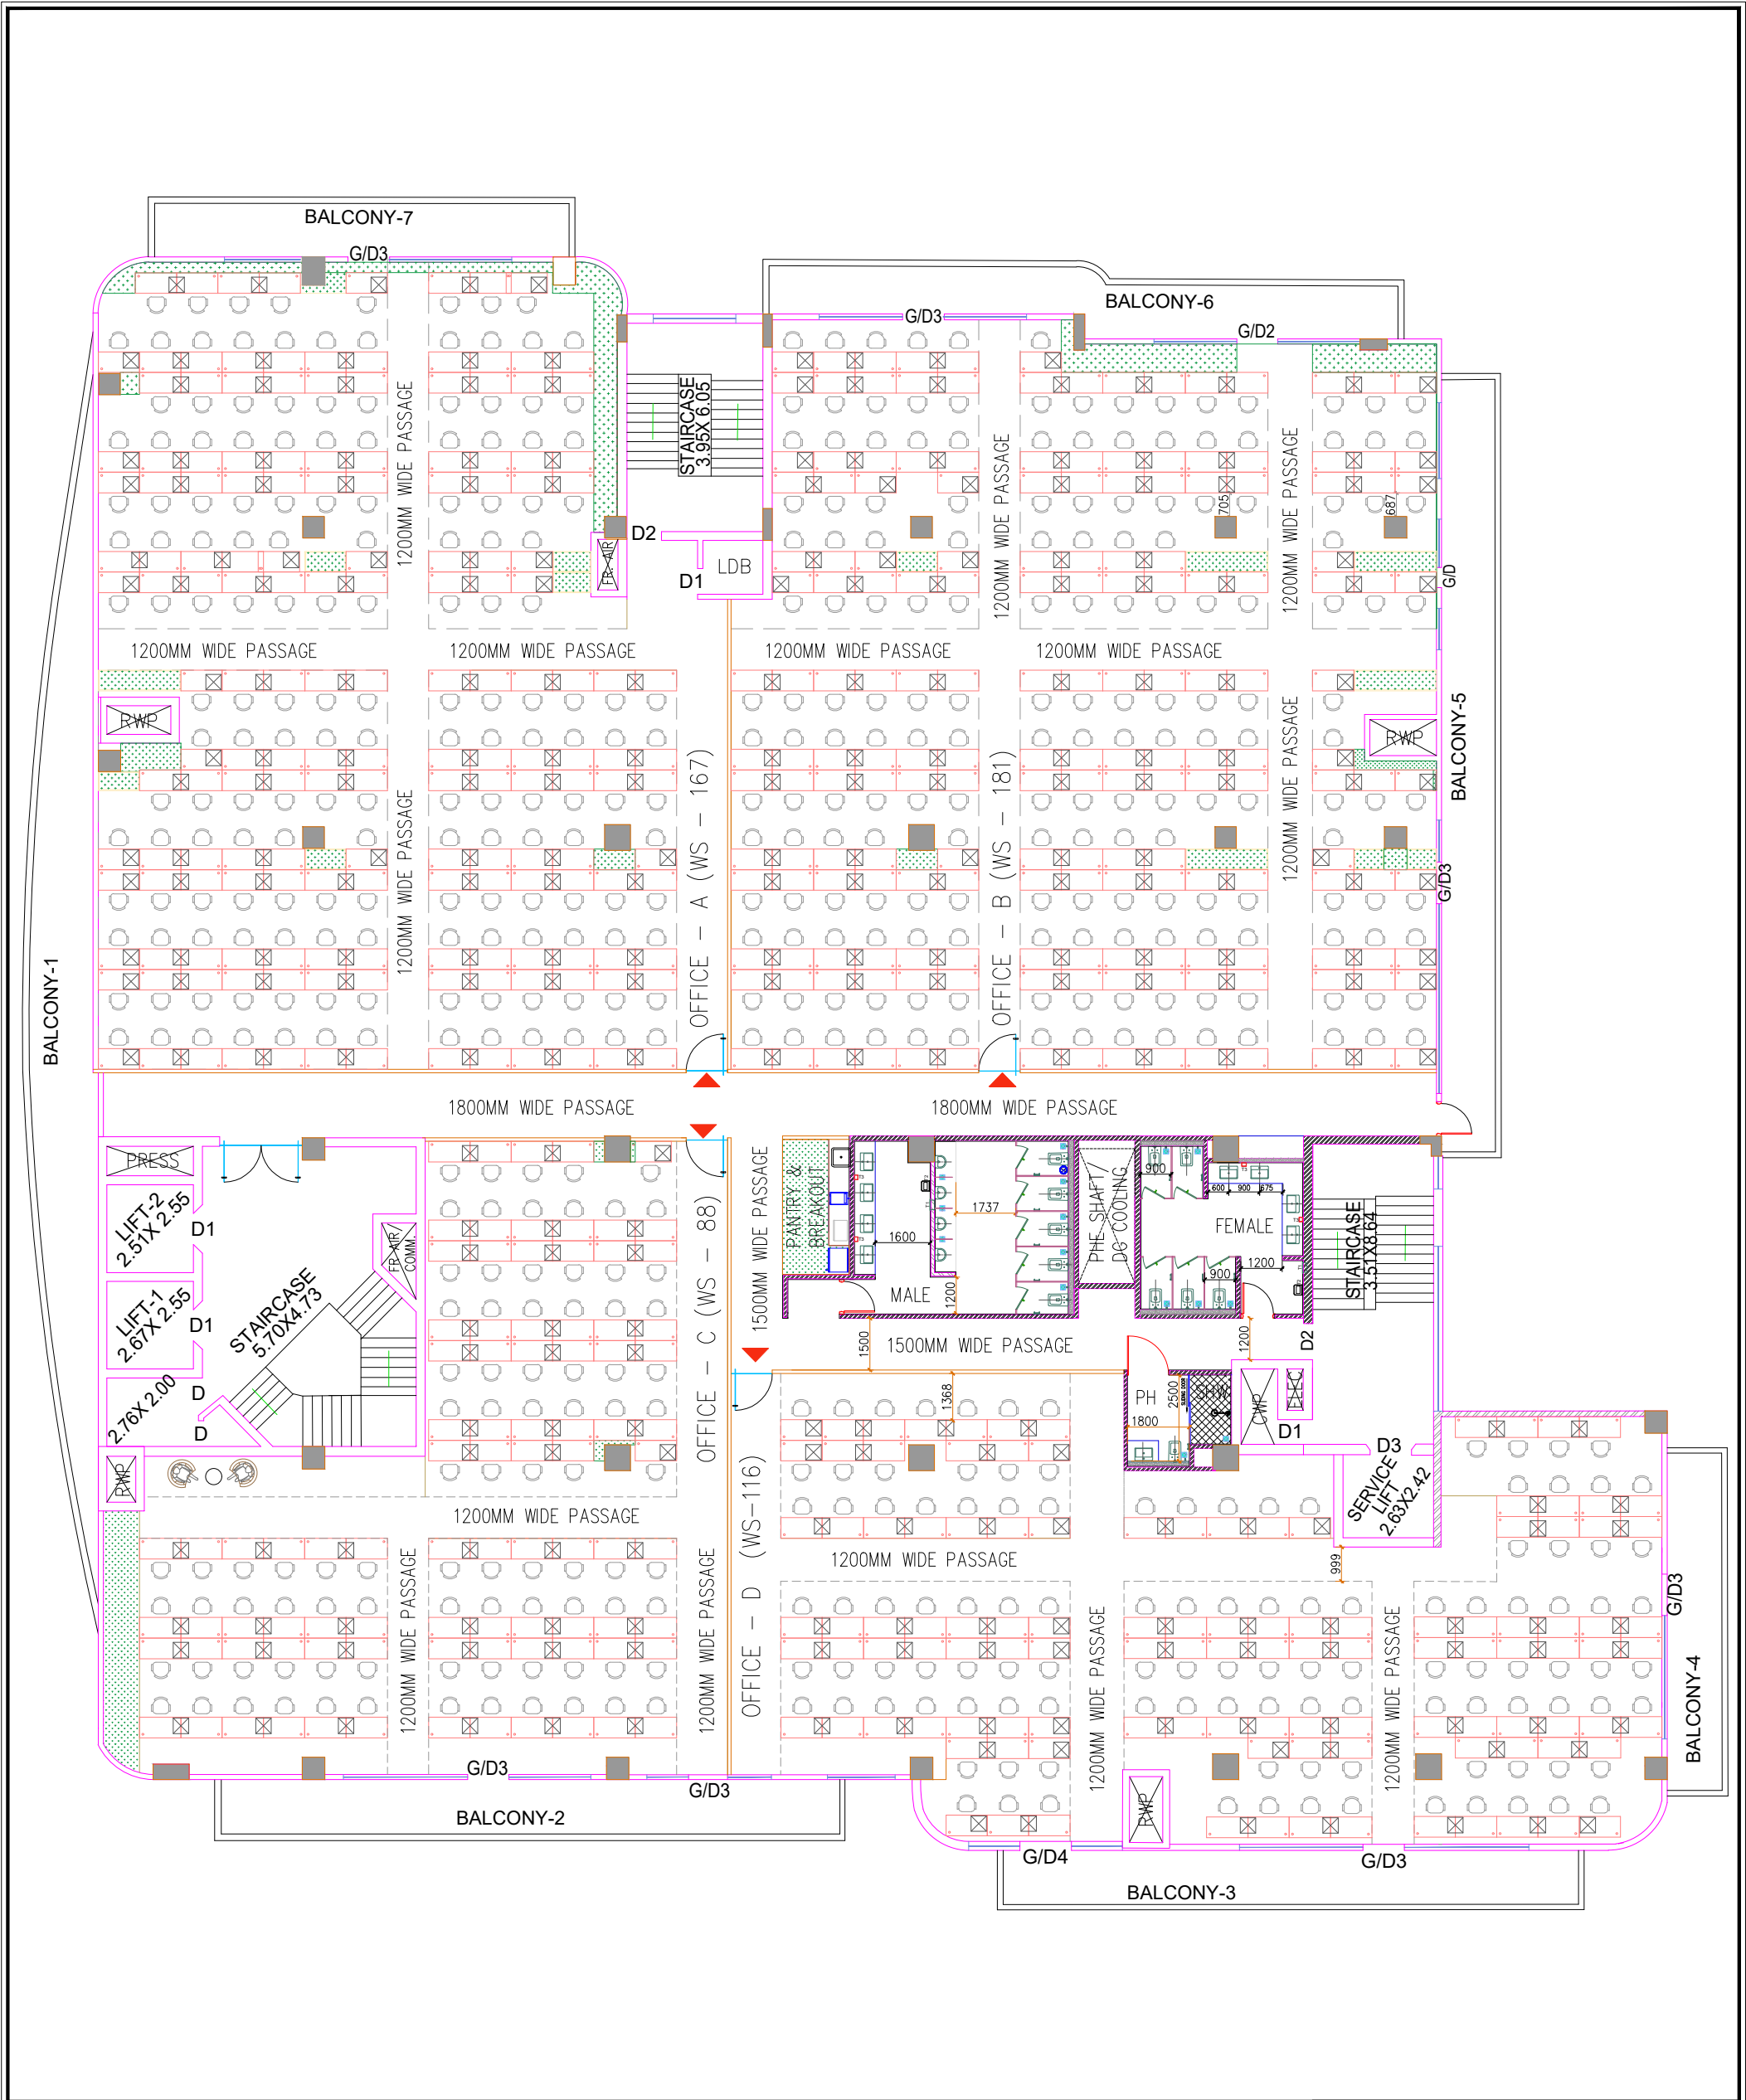 BALCONY-7
G/D3
BALCONY-6
G/D3
G/D2
STAIRCASE
3.95X 6.05
1200MM WIDE PASSAGE
1200MM WIDE PASSAGE
1200MM WIDE PASSAGE
705
687
D2
FR. AIR
LDB
D1
G/D
1200MM WIDE PASSAGE
1200MM WIDE PASSAGE
1200MM WIDE PASSAGE
1200MM WIDE PASSAGE
RWP
RWP
BALCONY-5
1200MM WIDE PASSAGE
OFFICE - A (WS - 167)
OFFICE - B (WS - 181)
1200MM WIDE PASSAGE
G/D3
BALCONY-1
1800MM WIDE PASSAGE
1800MM WIDE PASSAGE
PRESS
LIFT-2
2.51X 2.55
D1
LIFT-1
2.67X 2.55
D1
2.76X 2.00
D
D
STAIRCASE
5.70X4.73
FR-AIR/
COMM.
RWP
OFFICE - C (WS - 88)
1500MM WIDE PASSAGE
PANTRY &
BREAKOUT
1600
1737
MALE
1200
PHE SHAFT/
DG COOLING
900
600
900
675
FEMALE
900
1200
STAIRCASE
3.51X8.64
1500
1500MM WIDE PASSAGE
1200
D2
1368
PH
2500
1800
CWP
ELEC
D1
D3
SERVICE
LIFT
2.63X2.42
1200MM WIDE PASSAGE
OFFICE - D (WS-116)
1200MM WIDE PASSAGE
999
1200MM WIDE PASSAGE
1200MM WIDE PASSAGE
1200MM WIDE PASSAGE
1200MM WIDE PASSAGE
G/D3
BALCONY-4
G/D3
G/D3
BALCONY-2
RWP
G/D4
G/D3
BALCONY-3